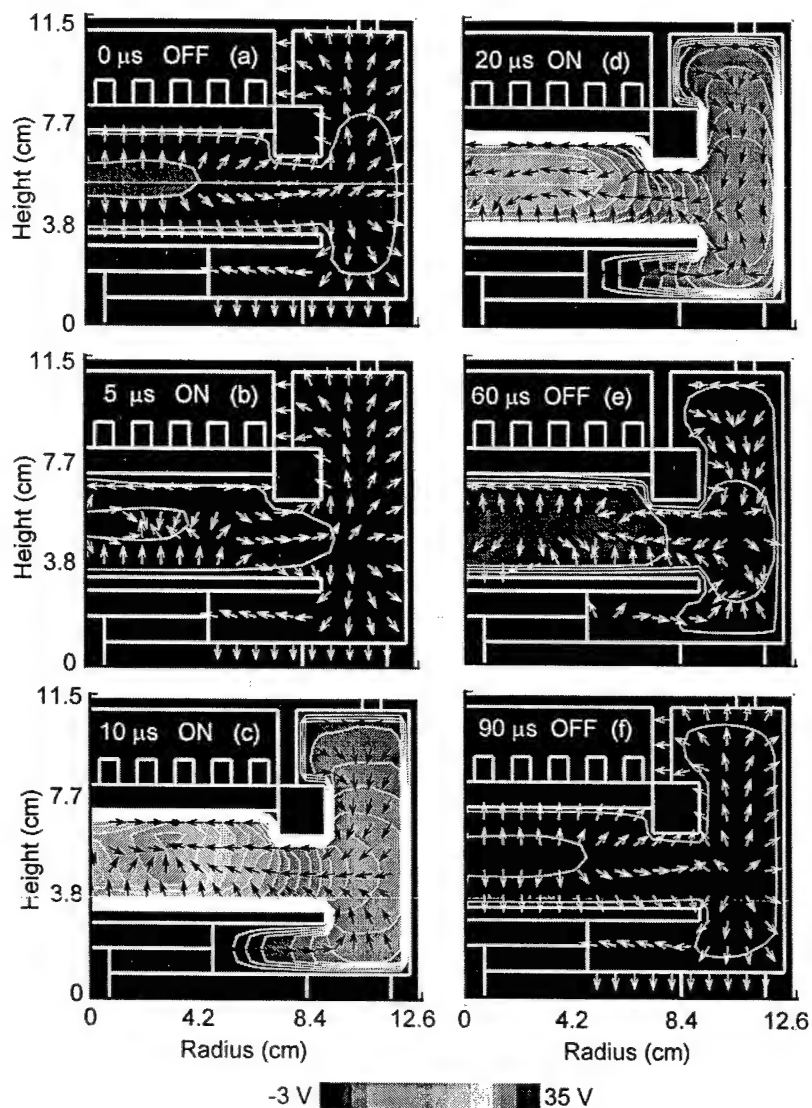 11.5
0 μs OFF (a)
7.7
Height (cm)
3.8
0
20 μs ON (d)
11.5
5 μs ON (b)
7.7
Height (cm)
3.8
0
60 μs OFF (e)
11.5
10 μs ON (c)
7.7
Height (cm)
3.8
0
0 4.2 8.4 12.6
Radius (cm)
90 μs OFF (f)
0 4.2 8.4 12.6
Radius (cm)
-3 V 35 V